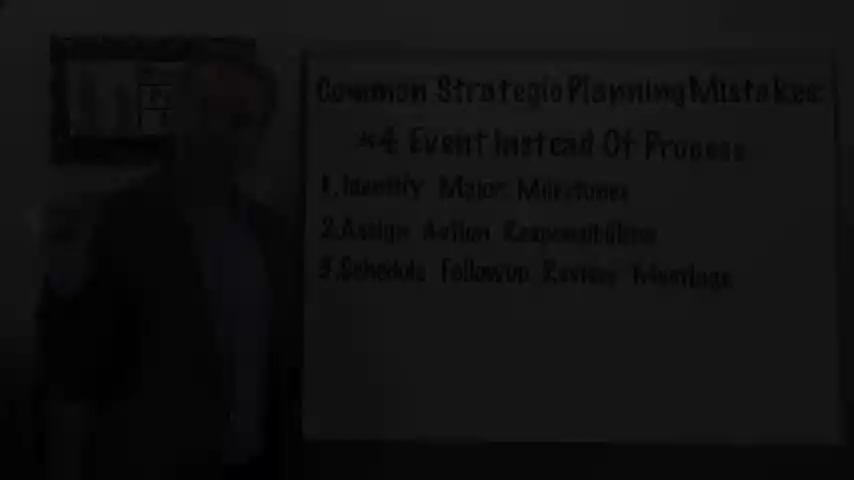 Common Strategic Planning Mistakes
#4 Event Instead Of Process
1. Identify Major Milestones
2. Assign Action Responsibilities
3. Schedule Followup Review Meetings